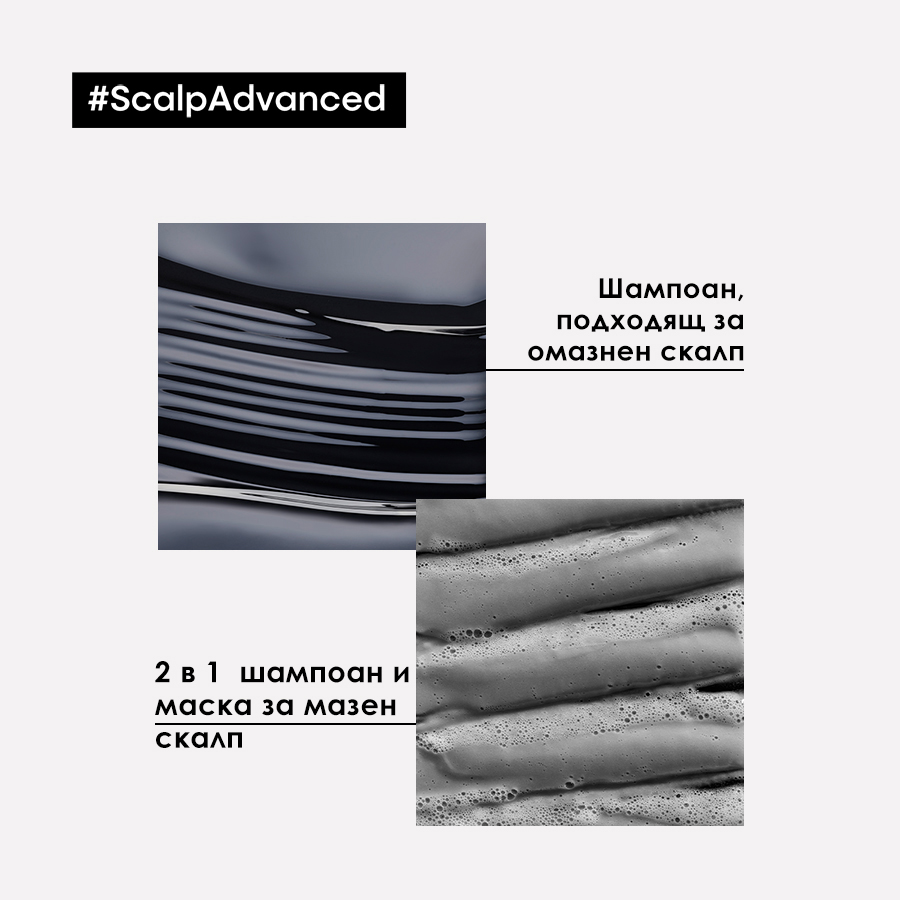 #ScalpAdvanced
Шампоан,
подходящ за
омазнен скалп
2 в 1 шампоан и
маска за мазен
скалп